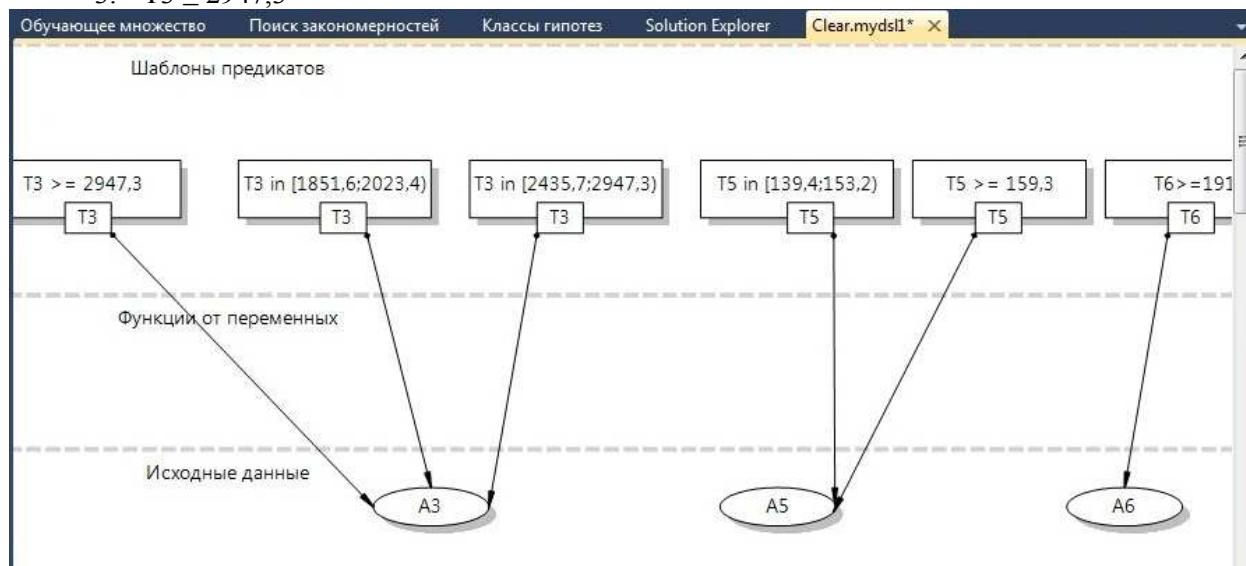 Обучающее множество Поиск закономерностей Классы гипотез Solution Explorer Clear.mydsl1* ×
Шаблоны предикатов
T3 >= 2947,3 T3 in [1851,6;2023,4) T3 in [2435,7;2947,3) T5 in [139,4;153,2) T5 >= 159,3 T6>=191
T3 T3 T3 T5 T5 T6
Функции от переменных
Исходные данные
A3 A5 A6